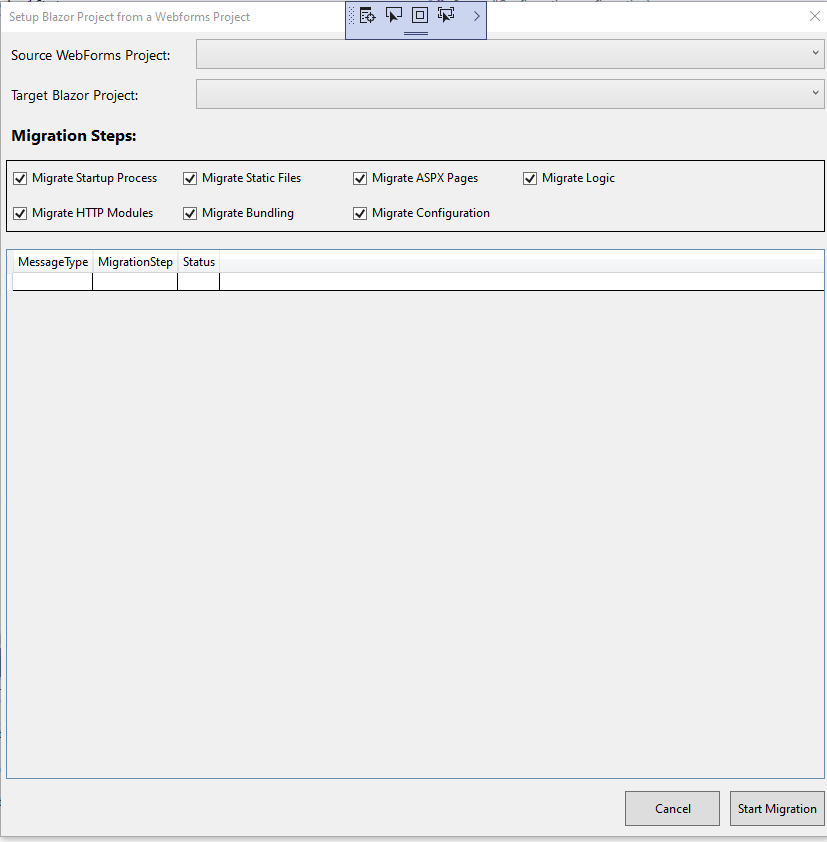 Setup Blazor Project from a Webforms Project
Source WebForms Project:
Target Blazor Project:
Migration Steps:
Migrate Startup Process Migrate Static Files Migrate ASPX Pages Migrate Logic
Migrate HTTP Modules Migrate Bundling Migrate Configuration
MessageType MigrationStep Status
Cancel Start Migration